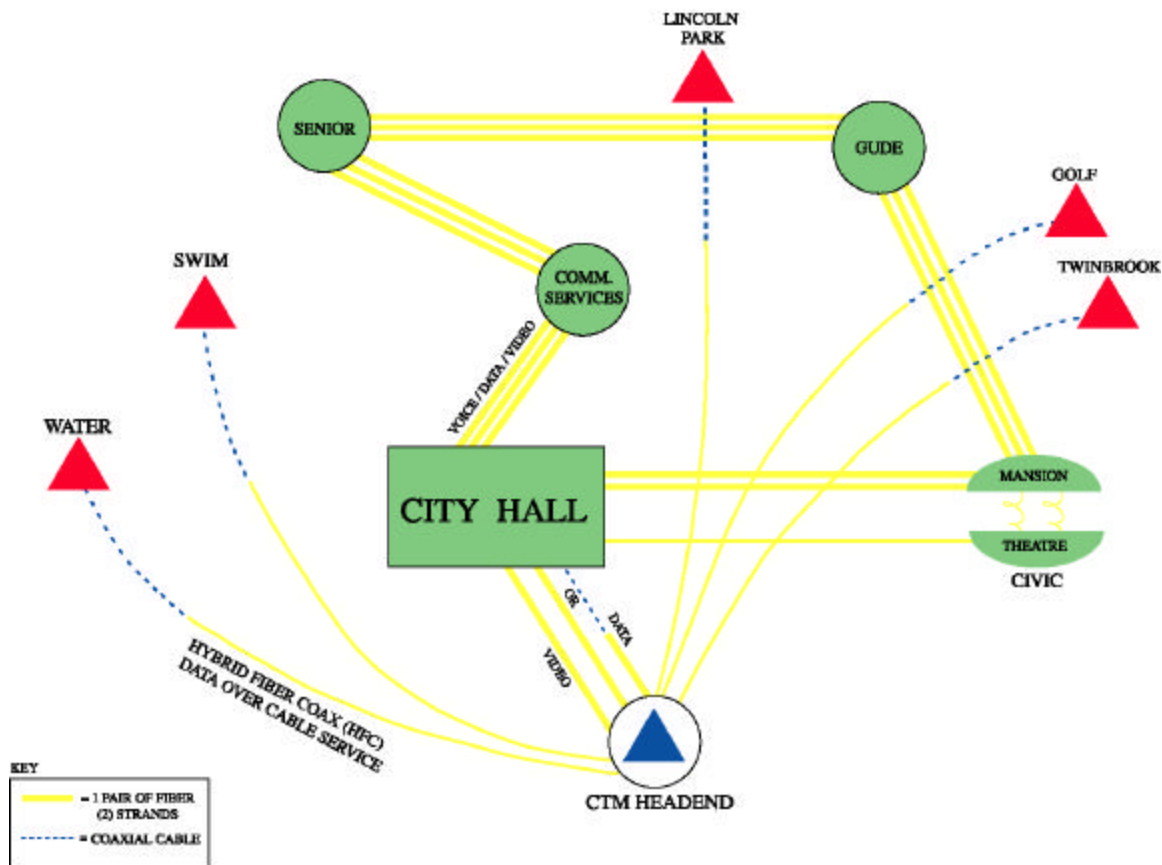 LINCOLN
PARK
SENIOR
GUDE
GOLF
TWINBROOK
SWIM
COMM.
SERVICES
VOICE / DATA / VIDEO
WATER
CITY HALL
MANSION
THEATRE
CIVIC
OR
DATA
VIDEO
HYBRID FIBER COAX (HFC)
DATA OVER CABLE SERVICE
CTM HEADEND
KEY
= 1 PAIR OF FIBER
(2) STRANDS
= COAXIAL CABLE